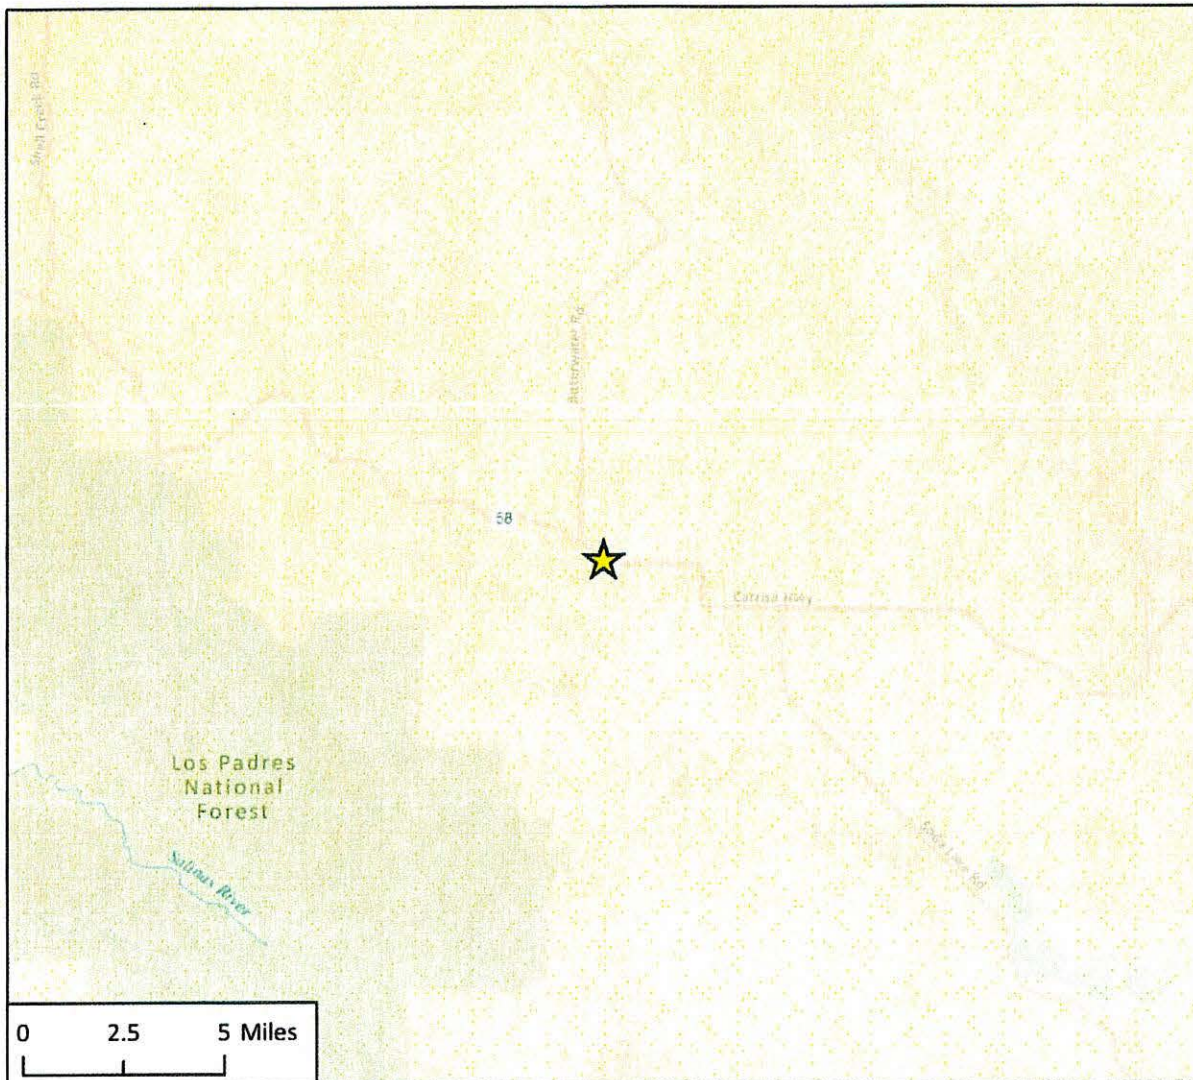 Shell Creek Rd
Bitterwater Rd
58
Carrisa Hwy
Los Padres
National
Forest
Soda Lake Rd
Salinas River
0 2.5 5 Miles